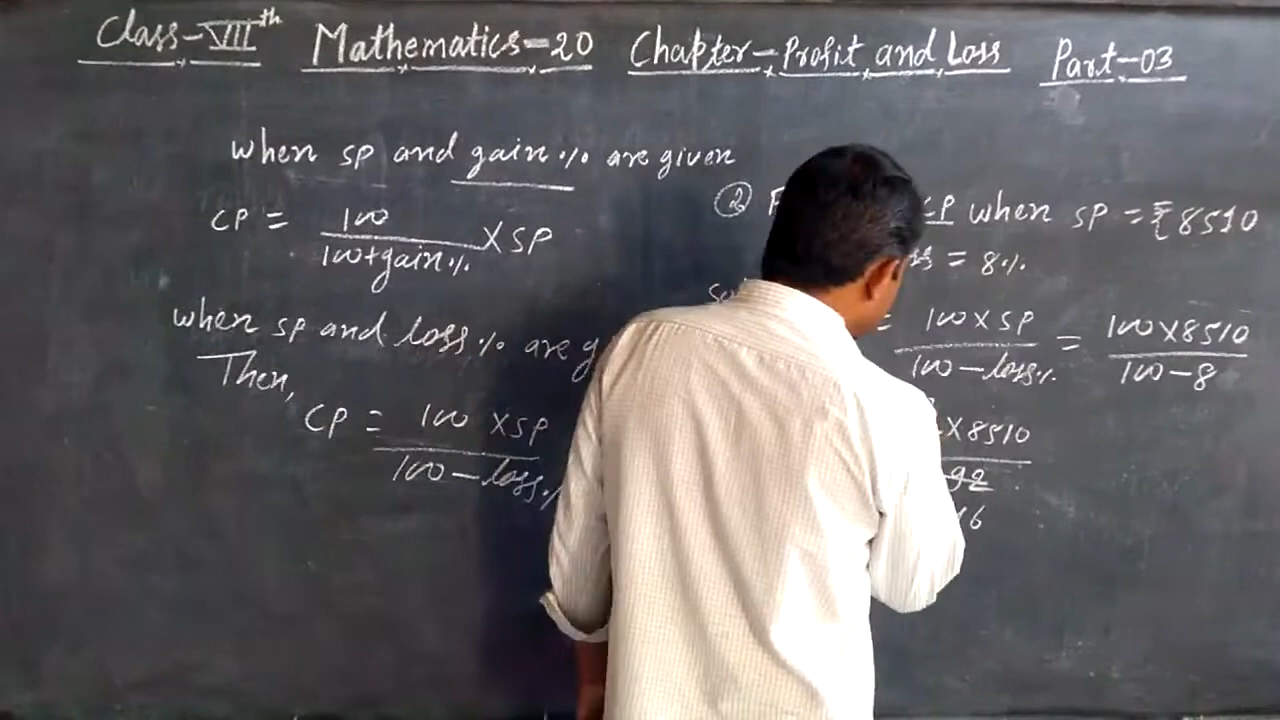 Class-VIIIth Mathematics-20 Chapter-Profit and Loss Part-03
when SP and gain % are given
CP = 100 / 100+gain% × SP
when SP and loss % are
Then,
CP = 100 × SP / 100 - loss %
② CP when SP = ₹8510
= 8%
= 100×SP / 100-loss% = 100×8510 / 100-8
×8510 / 92